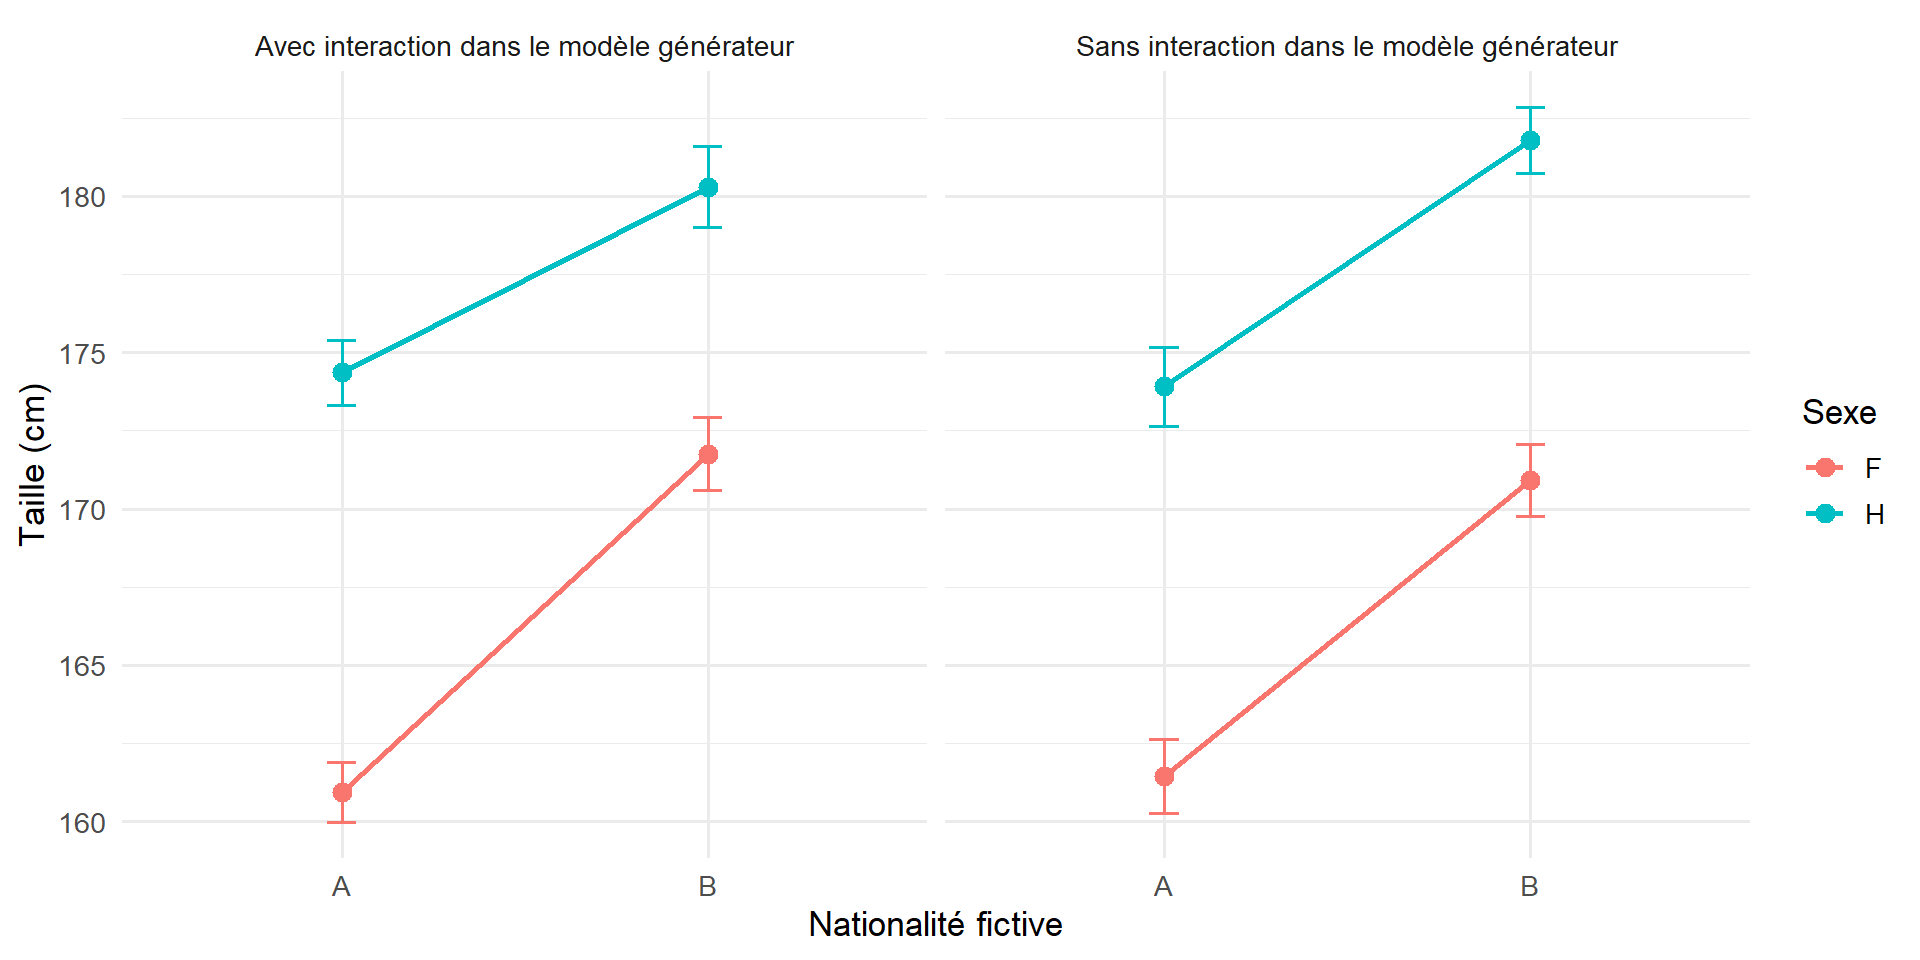 Avec interaction dans le modèle générateur
Sans interaction dans le modèle générateur
Taille (cm)
180
175
170
165
160
A
B
A
B
Nationalité fictive
Sexe
F
H